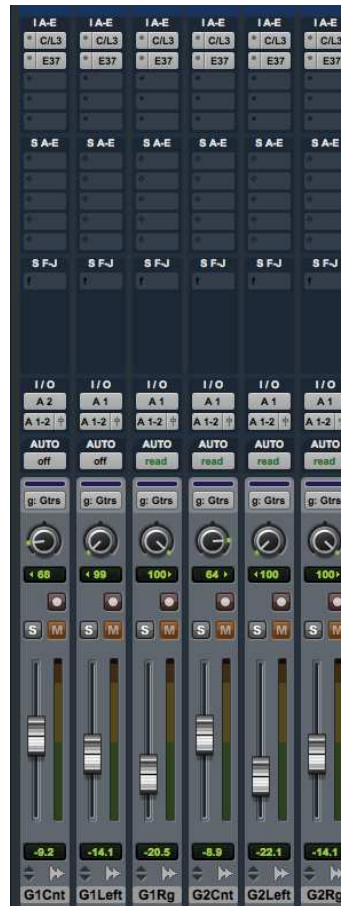 I A-E I A-E I A-E I A-E I A-E I A-E
C/L3 C/L3 C/L3 C/L3 C/L3 C/L3
E37 E37 E37 E37 E37 E37
S A-E S A-E S A-E S A-E S A-E S A-E
S F-J S F-J S F-J S F-J S F-J S F-J
I / O I / O I / O I / O I / O I / O
A 2 A 1 A 1 A 1 A 1 A 1
A 1-2 A 1-2 A 1-2 A 1-2 A 1-2 A 1-2
AUTO AUTO AUTO AUTO AUTO AUTO
off off read read read read
g: Gtrs g: Gtrs g: Gtrs g: Gtrs g: Gtrs g: Gtrs
68 99 100 64 100 100
S M S M S M S M S M S M
-9.2 -14.1 -20.5 -8.9 -22.1 -14.1
G1Cnt G1Left G1Rg G2Cnt G2Left G2Rg